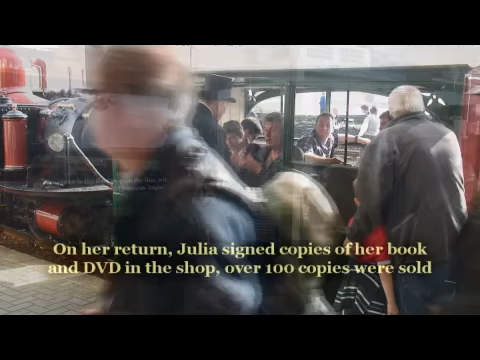 On her return, Julia signed copies of her book
and DVD in the shop, over 100 copies were sold